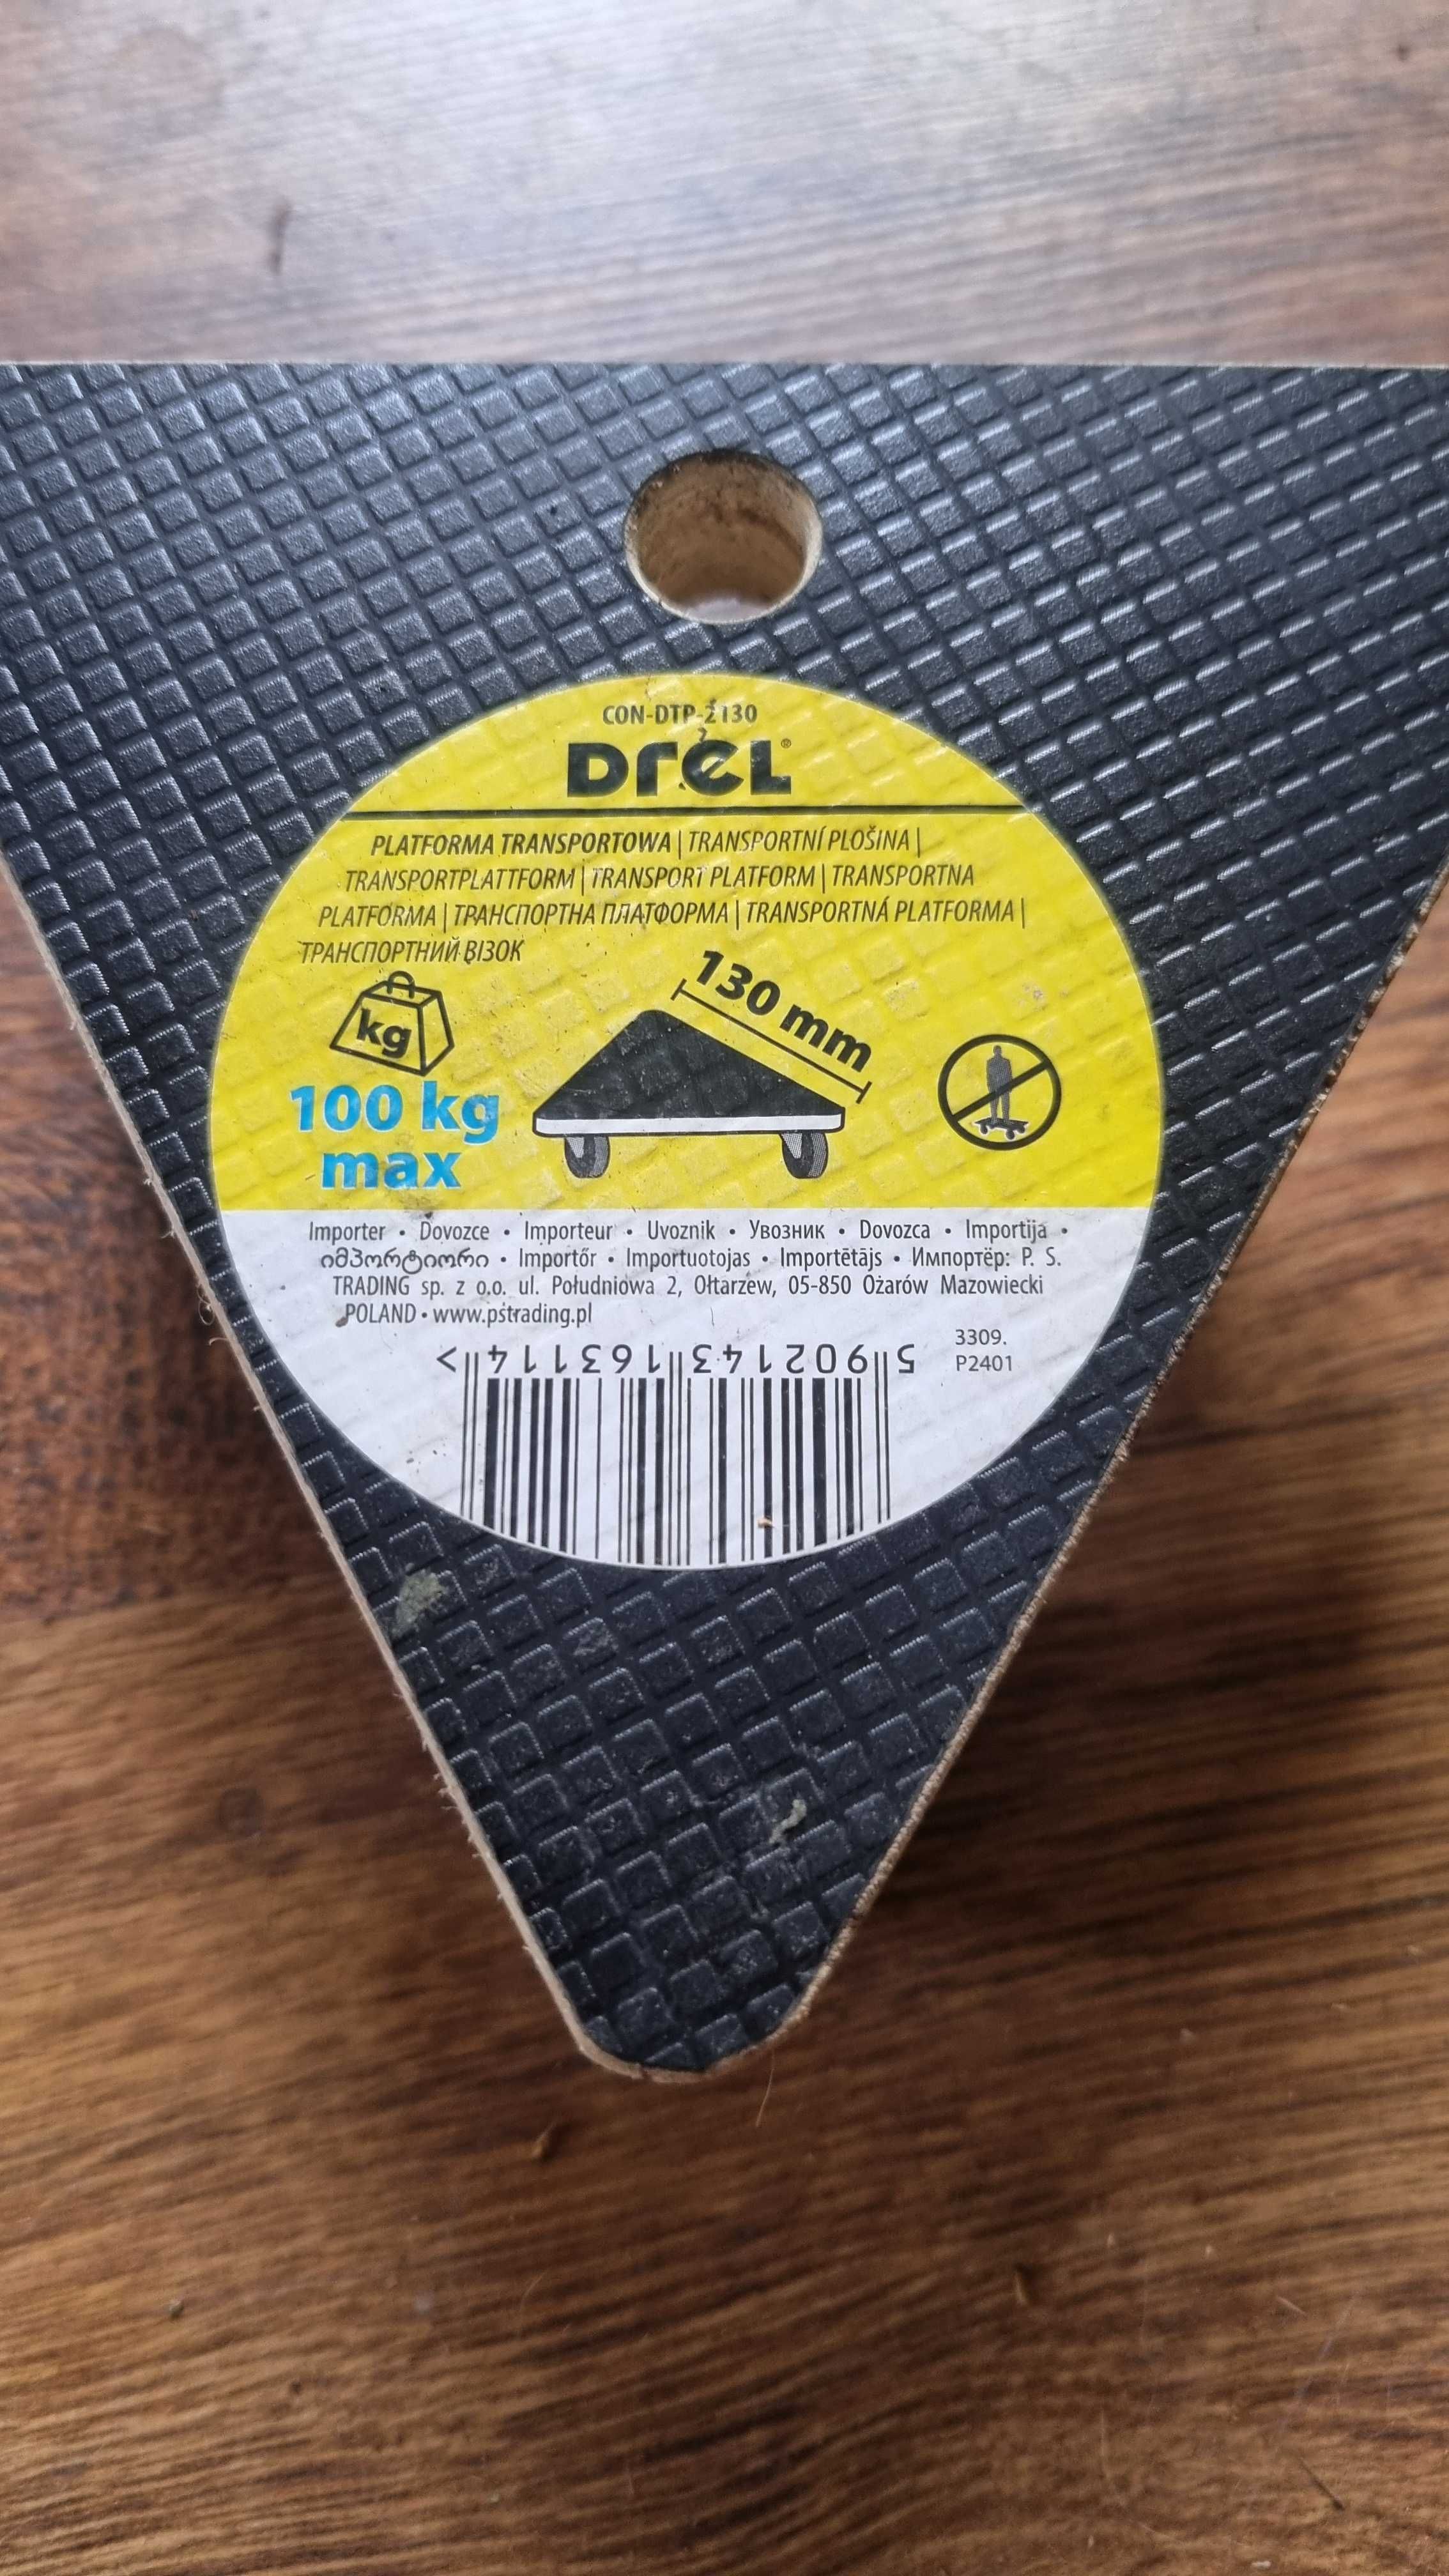 CON-DTP-2130
Drel®
PLATFORMA TRANSPORTOWA | TRANSPORTNÍ PLOŠINA |
TRANSPORTPLATTFORM | TRANSPORT PLATFORM | TRANSPORTNA
PLATFORMA | ТРАНСПОРТНА ПЛАТФОРМА | TRANSPORTNÁ PLATFORMA |
ТРАНСПОРТНИЙ ВІЗОК
130 mm
kg
100 kg
max
Importer • Dovozce • Importeur • Uvoznik • Увозник • Dovozca • Importija •
იმპორტიორი • Importőr • Importuotojas • Importētājs • Импортёр: P. S.
TRADING sp. z o.o. ul. Południowa 2, Ołtarzew, 05-850 Ożarów Mazowiecki
POLAND • www.pstrading.pl
3309.
P2401
5 902143 163114 >